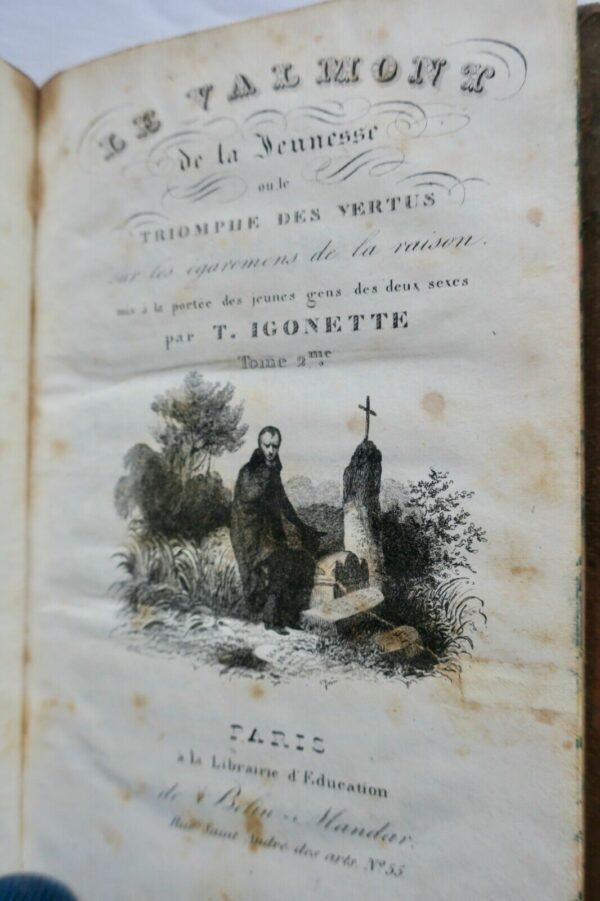 LE VALMONT
de la Jeunesse
ou le
TRIOMPHE DES VERTUS
sur les égaremens de la raison.
mis à la portée des jeunes gens des deux sexes
par T. IGONETTE
Tome 2.me
PARIS
a la Librairie d'Education
de Belin Mandar.
Rue Saint André des arts, No 55.